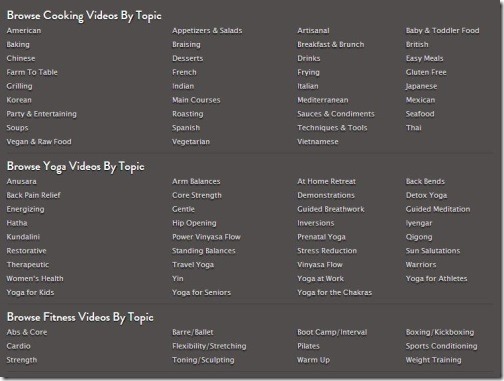 Browse Cooking Videos By Topic
American Appetizers & Salads Artisanal Baby & Toddler Food
Baking Braising Breakfast & Brunch British
Chinese Desserts Drinks Easy Meals
Farm To Table French Frying Gluten Free
Grilling Indian Italian Japanese
Korean Main Courses Mediterranean Mexican
Party & Entertaining Roasting Sauces & Condiments Seafood
Soups Spanish Techniques & Tools Thai
Vegan & Raw Food Vegetarian Vietnamese
Browse Yoga Videos By Topic
Anusara Arm Balances At Home Retreat Back Bends
Back Pain Relief Core Strength Demonstrations Detox Yoga
Energizing Gentle Guided Breathwork Guided Meditation
Hatha Hip Opening Inversions Iyengar
Kundalini Power Vinyasa Flow Prenatal Yoga Qigong
Restorative Standing Balances Stress Reduction Sun Salutations
Therapeutic Travel Yoga Vinyasa Flow Warriors
Women's Health Yin Yoga at Work Yoga for Athletes
Yoga for Kids Yoga for Seniors Yoga for the Chakras
Browse Fitness Videos By Topic
Abs & Core Barre/Ballet Boot Camp/Interval Boxing/Kickboxing
Cardio Flexibility/Stretching Pilates Sports Conditioning
Strength Toning/Sculpting Warm Up Weight Training